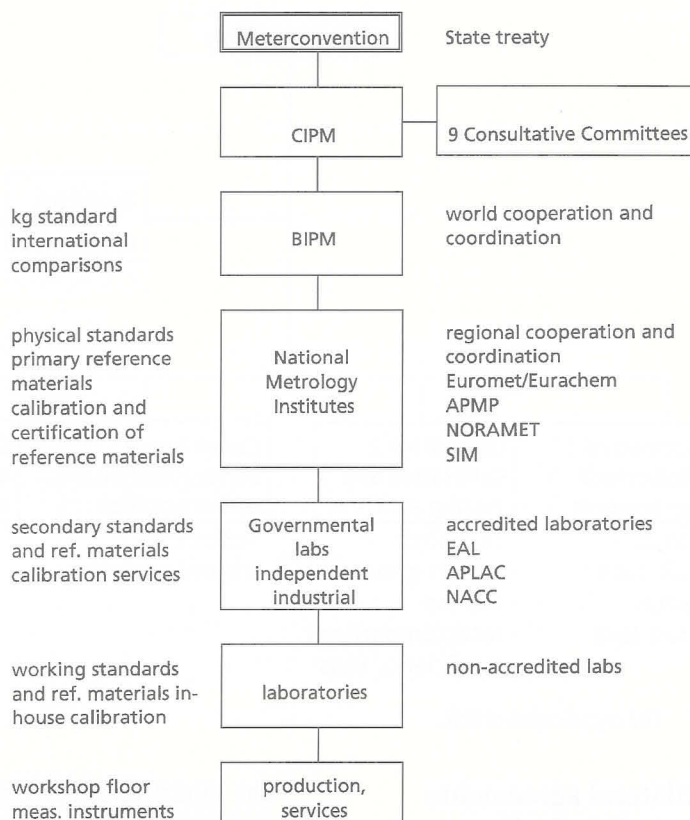 Meterconvention
State treaty
CIPM
9 Consultative Committees
kg standard
international
comparisons
BIPM
world cooperation and
coordination
physical standards
primary reference
materials
calibration and
certification of
reference materials
National
Metrology
Institutes
regional cooperation and
coordination
Euromet/Eurachem
APMP
NORAMET
SIM
secondary standards
and ref. materials
calibration services
Governmental
labs
independent
industrial
accredited laboratories
EAL
APLAC
NACC
working standards
and ref. materials in-
house calibration
laboratories
non-accredited labs
workshop floor
meas. instruments
production,
services